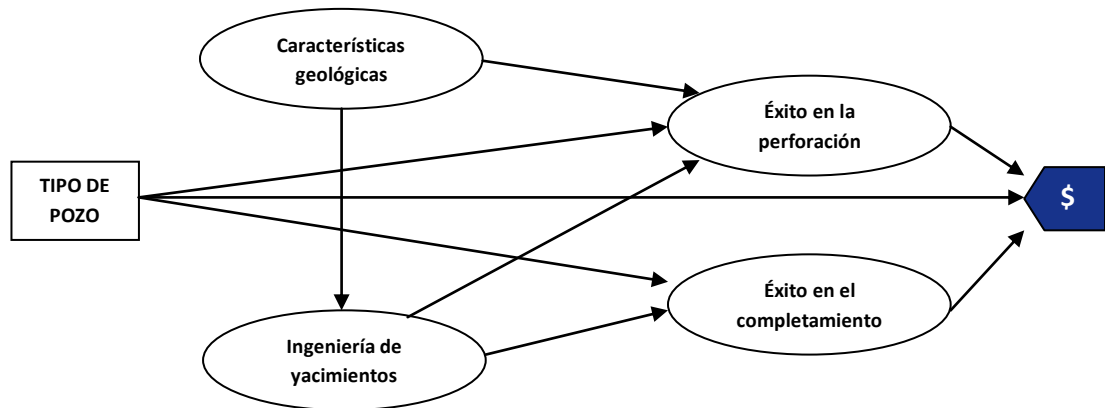 Características
geológicas
Éxito en la
perforación
TIPO DE
POZO
$
Éxito en el
completamiento
Ingeniería de
yacimientos